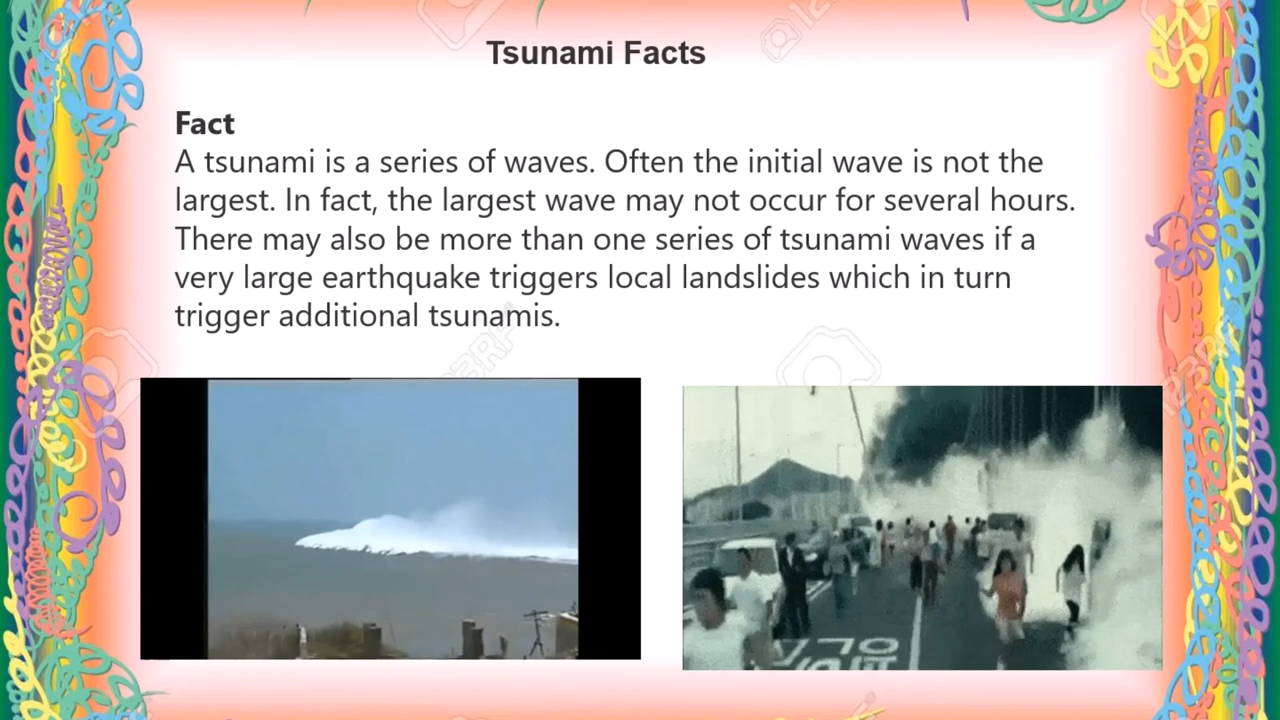 Tsunami Facts
Fact
A tsunami is a series of waves. Often the initial wave is not the
largest. In fact, the largest wave may not occur for several hours.
There may also be more than one series of tsunami waves if a
very large earthquake triggers local landslides which in turn
trigger additional tsunamis.
123RF
123RF